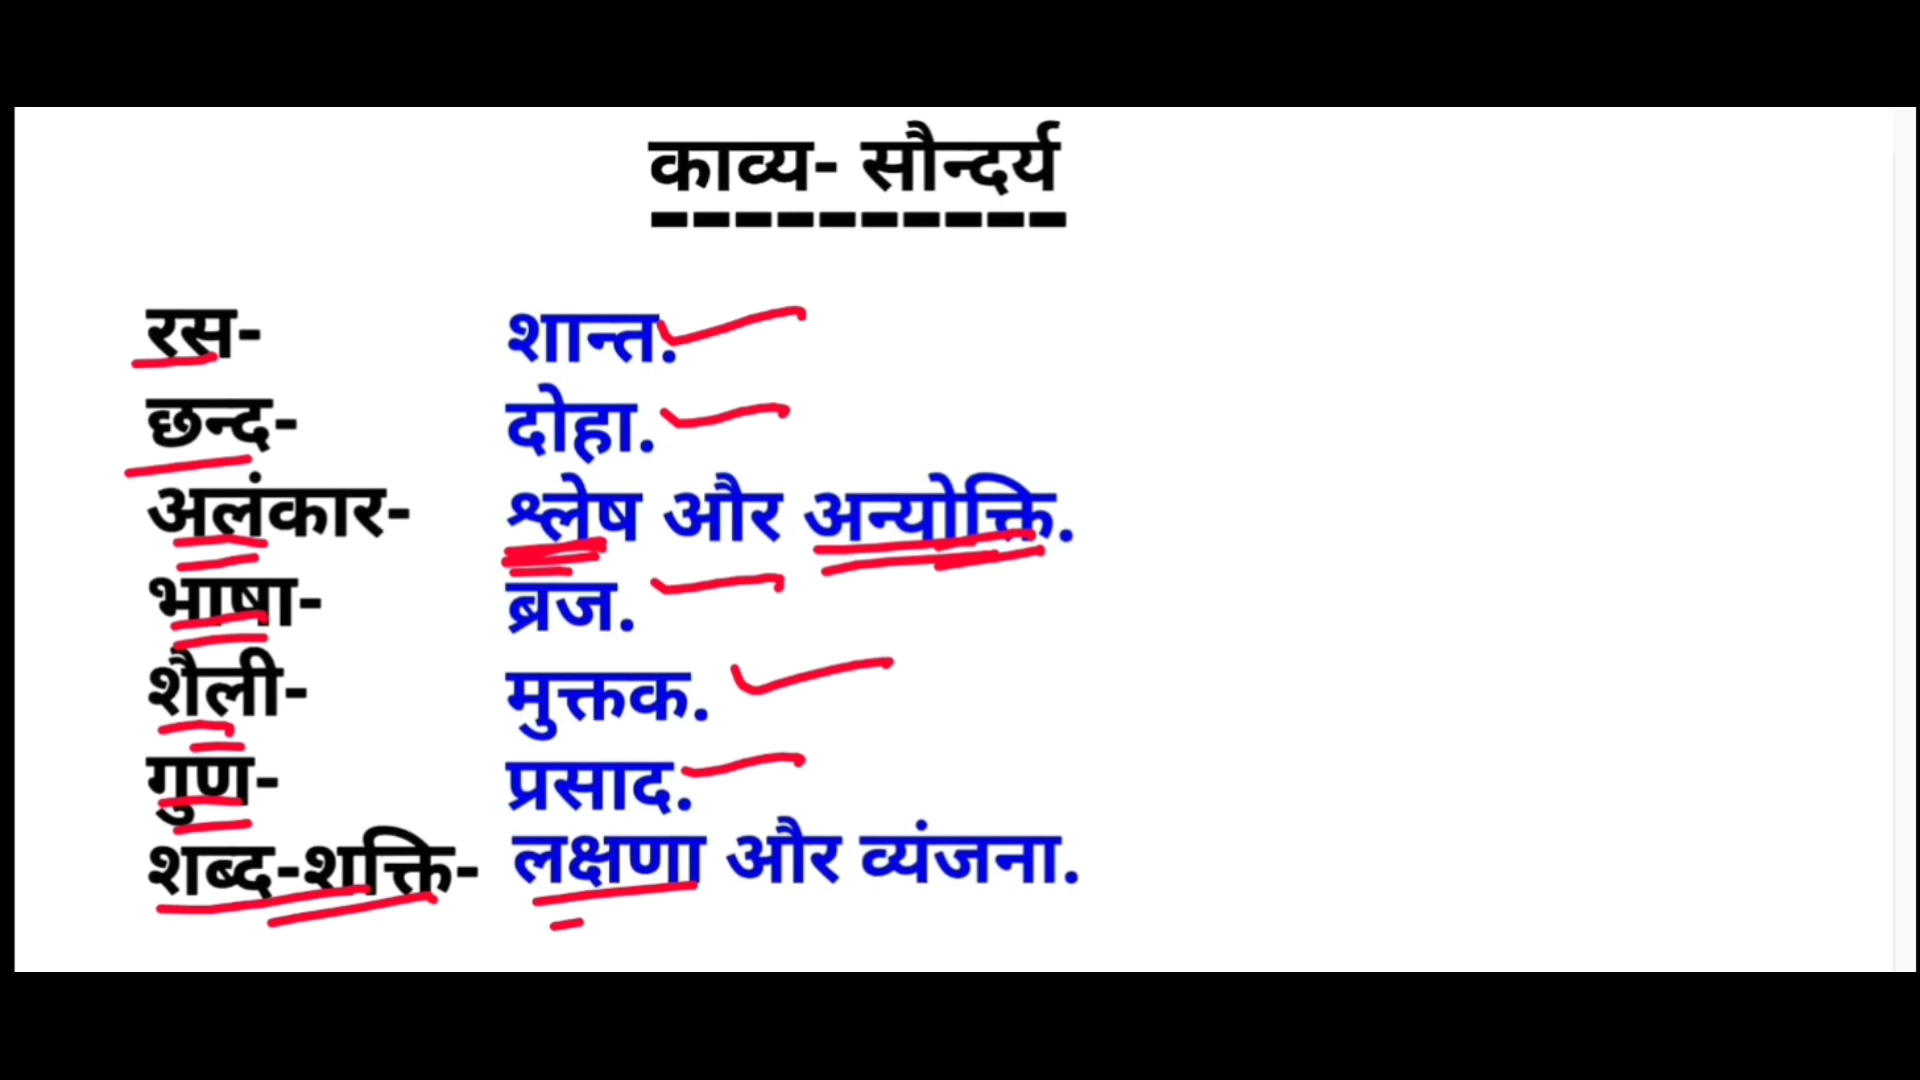 काव्य- सौन्दर्य
----------
रस- शान्त.
छन्द- दोहा.
अलंकार- श्लेष और अन्योक्ति.
भाषा- ब्रज.
शैली- मुक्तक.
गुण- प्रसाद.
शब्द-शक्ति- लक्षणा और व्यंजना.